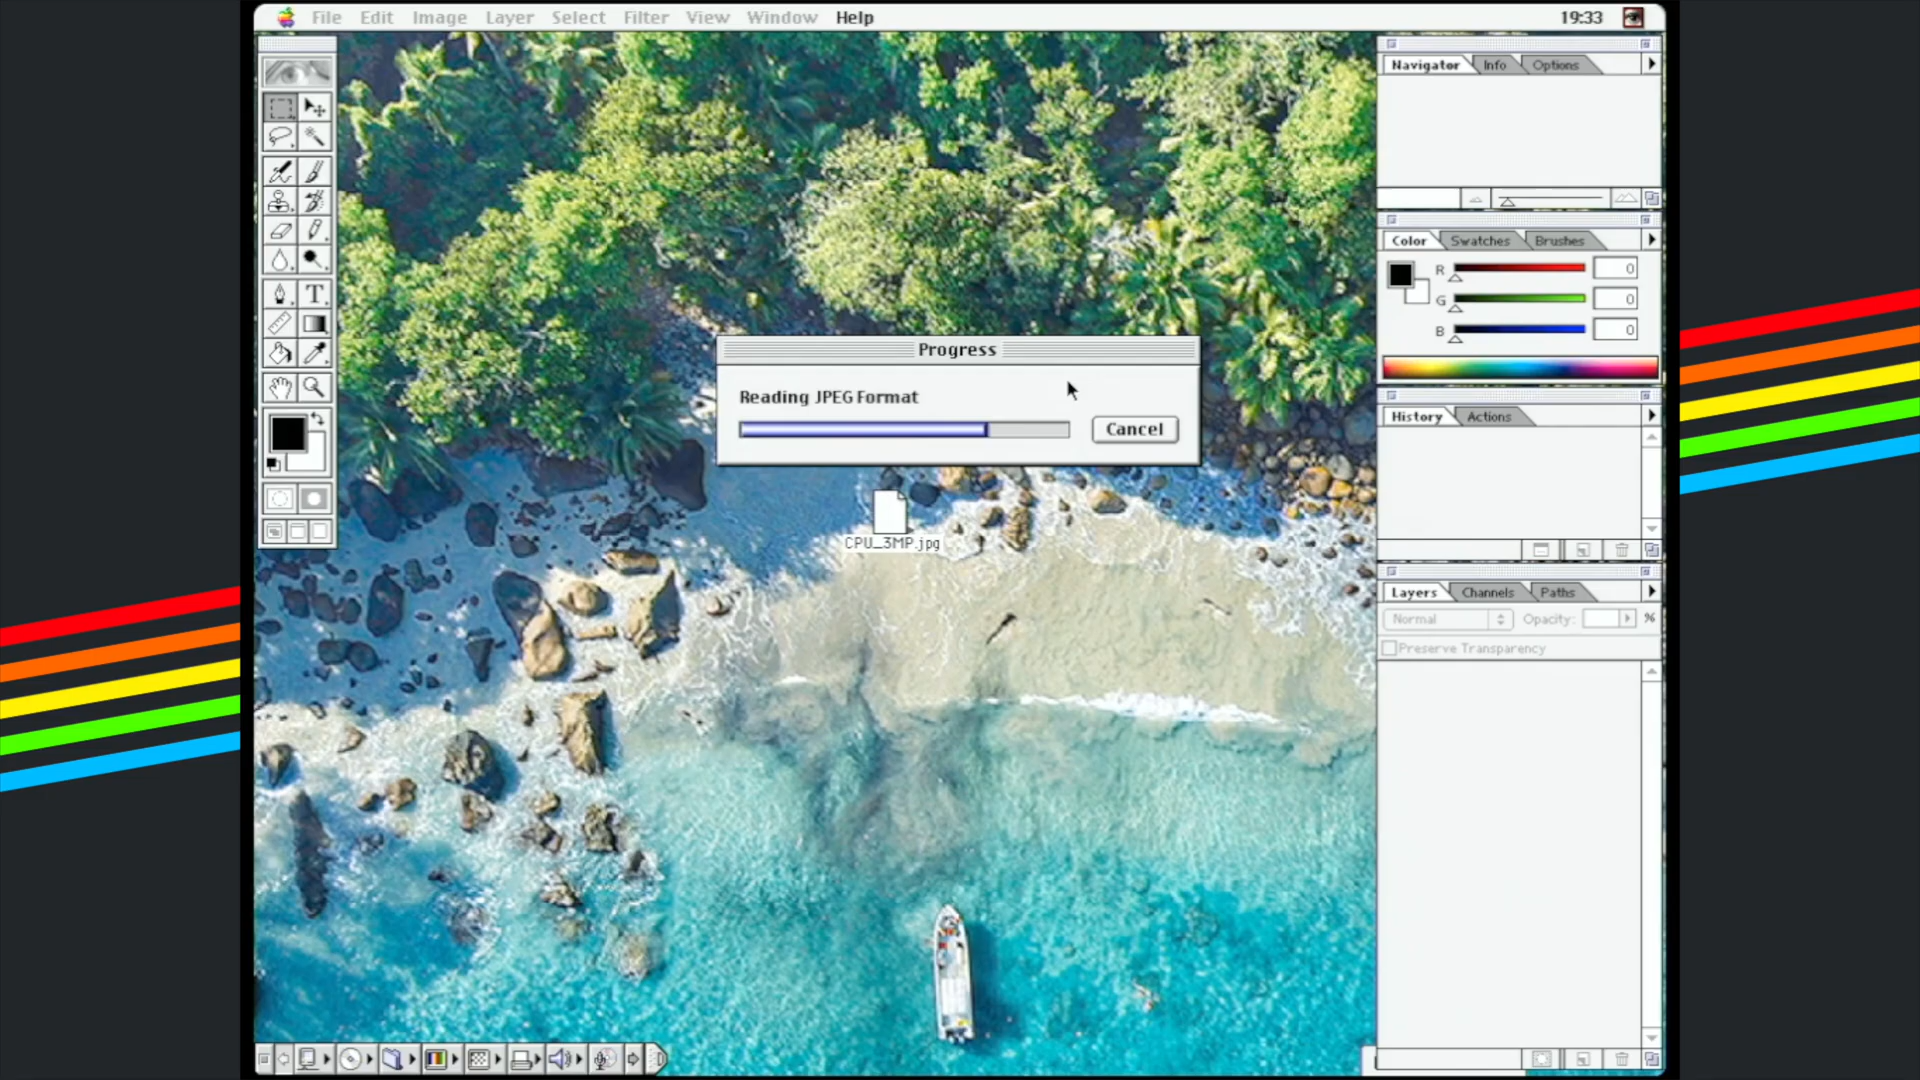 File Edit Image Layer Select Filter View Window Help 19:33
Navigator Info Options
Color Swatches Brushes
R 0
G 0
B 0
Progress
Reading JPEG Format
Cancel
History Actions
CPU_3MP.jpg
Layers Channels Paths
Normal Opacity: %
Preserve Transparency
T